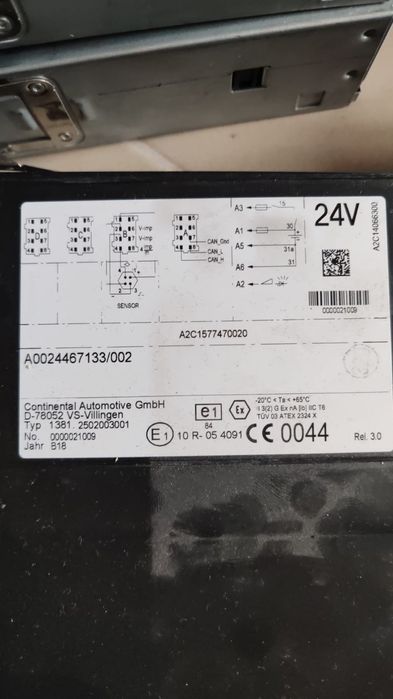 A3 15
A1 30
A5 31a
A6 31
A2
24V
A2C14066300
0000021009
B
V-imp
V-imp
A
CAN_Gnd
CAN_L
CAN_H
SENSOR
A2C1577470020
A0024467133/002
Continental Automotive GmbH
D-78052 VS-Villingen
Typ 1381. 2502003001
No. 0000021009
Jahr B18
e1
84
E1 10 R- 05 4091
Ex
-20°C < Ta < +65°C
II 3(2) G Ex nA [ib] IIC T6
TÜV 03 ATEX 2324 X
CE 0044
Rel. 3.0